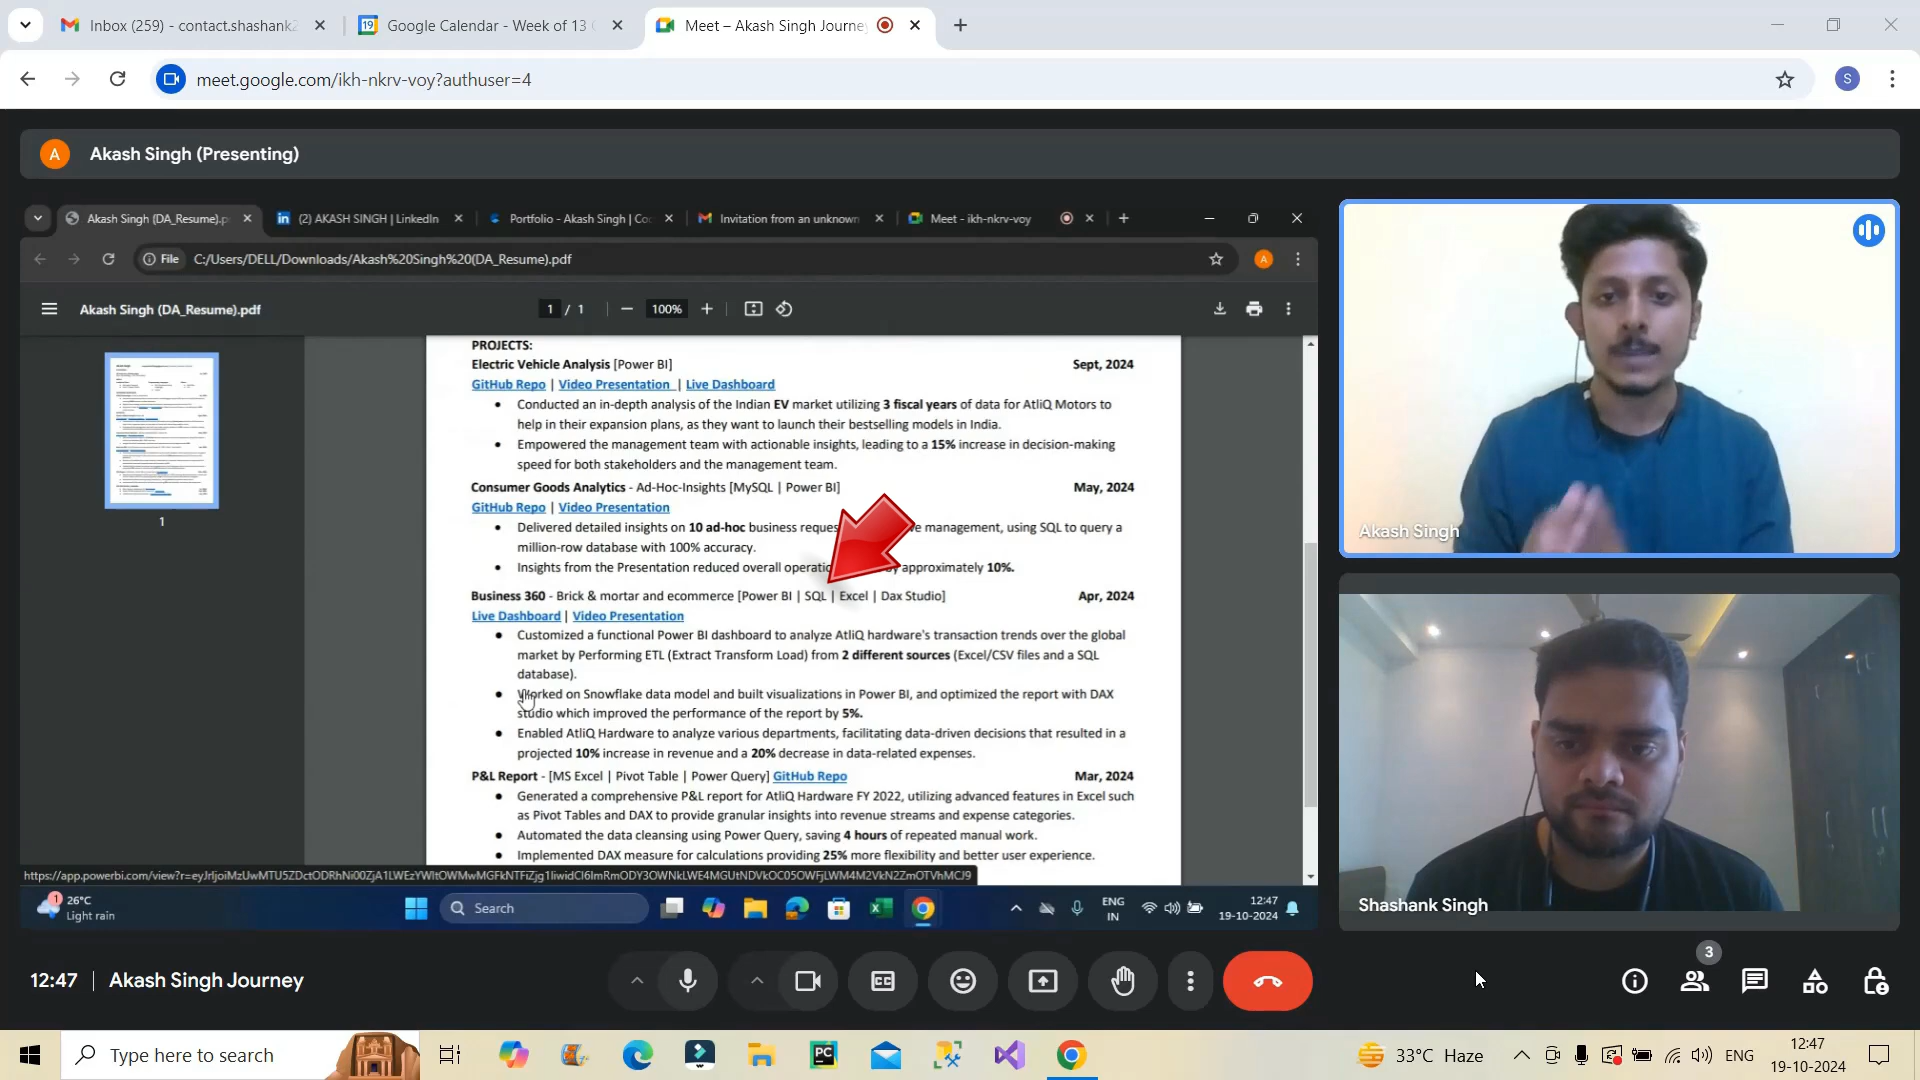 Inbox (259) - contact.shashank2
Google Calendar - Week of 13 O
Meet – Akash Singh Journe
meet.google.com/ikh-nkrv-voy?authuser=4
S
A
Akash Singh (Presenting)
Akash Singh (DA_Resume).p
(2) AKASH SINGH | LinkedIn
Portfolio - Akash Singh | Co
Invitation from an unknown
Meet - ikh-nkrv-voy
File
C:/Users/DELL/Downloads/Akash%20Singh%20(DA_Resume).pdf
A
Akash Singh (DA_Resume).pdf
1 / 1
100%
1
PROJECTS:
Electric Vehicle Analysis [Power BI] Sept, 2024
GitHub Repo | Video Presentation | Live Dashboard
• Conducted an in-depth analysis of the Indian EV market utilizing 3 fiscal years of data for AtliQ Motors to
help in their expansion plans, as they want to launch their bestselling models in India.
• Empowered the management team with actionable insights, leading to a 15% increase in decision-making
speed for both stakeholders and the management team.
Consumer Goods Analytics - Ad-Hoc-Insights [MySQL | Power BI] May, 2024
GitHub Repo | Video Presentation
• Delivered detailed insights on 10 ad-hoc business reque ve management, using SQL to query a
million-row database with 100% accuracy.
• Insights from the Presentation reduced overall operatio y approximately 10%.
Business 360 - Brick & mortar and ecommerce [Power BI | SQL | Excel | Dax Studio] Apr, 2024
Live Dashboard | Video Presentation
• Customized a functional Power BI dashboard to analyze AtliQ hardware's transaction trends over the global
market by Performing ETL (Extract Transform Load) from 2 different sources (Excel/CSV files and a SQL
database).
• Worked on Snowflake data model and built visualizations in Power BI, and optimized the report with DAX
studio which improved the performance of the report by 5%.
• Enabled AtliQ Hardware to analyze various departments, facilitating data-driven decisions that resulted in a
projected 10% increase in revenue and a 20% decrease in data-related expenses.
P&L Report - [MS Excel | Pivot Table | Power Query] GitHub Repo Mar, 2024
• Generated a comprehensive P&L report for AtliQ Hardware FY 2022, utilizing advanced features in Excel such
as Pivot Tables and DAX to provide granular insights into revenue streams and expense categories.
• Automated the data cleansing using Power Query, saving 4 hours of repeated manual work.
• Implemented DAX measure for calculations providing 25% more flexibility and better user experience.
1
26°C
Light rain
Search
ENG
IN
12:47
19-10-2024
Akash Singh
Shashank Singh
12:47 | Akash Singh Journey
3
Type here to search
33°C Haze
ENG
12:47
19-10-2024